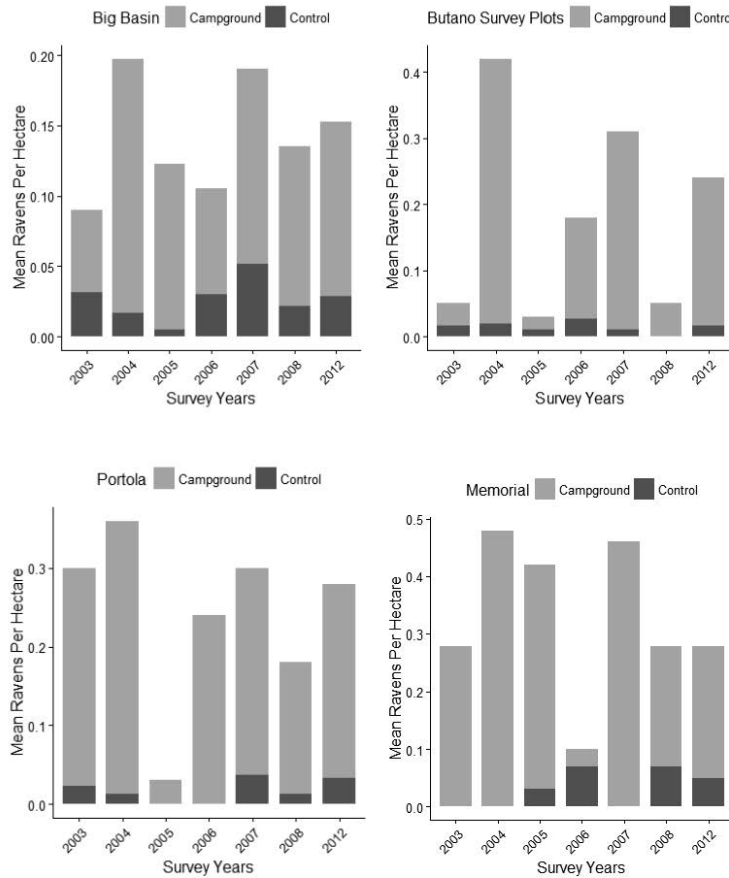 Big Basin Campground Control
Mean Ravens Per Hectare
0.20
0.15
0.10
0.05
0.00
2003 2004 2005 2006 2007 2008 2012
Survey Years
Butano Survey Plots Campground Contro
Mean Ravens Per Hectare
0.4
0.3
0.2
0.1
0.0
2003 2004 2005 2006 2007 2008 2012
Survey Years
Portola Campground Control
Mean Ravens Per Hectare
0.3
0.2
0.1
0.0
2003 2004 2005 2006 2007 2008 2012
Survey Years
Memorial Campground Control
Mean Ravens Per Hectare
0.5
0.4
0.3
0.2
0.1
0.0
2003 2004 2005 2006 2007 2008 2012
Survey Years